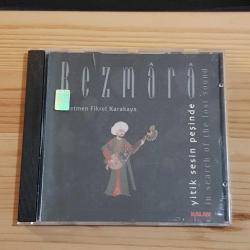 Bezmârâ
Yönetmen Fikret Karakaya
yitik sesin peşinde
in search of the lost sound
KALAN